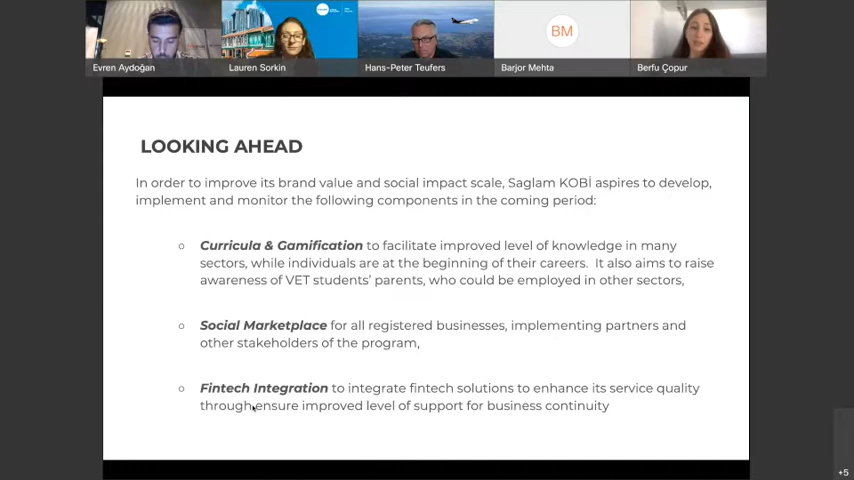 BM
Evren Aydoğan
Lauren Sorkin
Hans-Peter Teufers
Barjor Mehta
Berfu Çopur
LOOKING AHEAD
In order to improve its brand value and social impact scale, Saglam KOBİ aspires to develop,
implement and monitor the following components in the coming period:
Curricula & Gamification to facilitate improved level of knowledge in many
sectors, while individuals are at the beginning of their careers. It also aims to raise
awareness of VET students' parents, who could be employed in other sectors,
Social Marketplace for all registered businesses, implementing partners and
other stakeholders of the program,
Fintech Integration to integrate fintech solutions to enhance its service quality
through ensure improved level of support for business continuity
+5